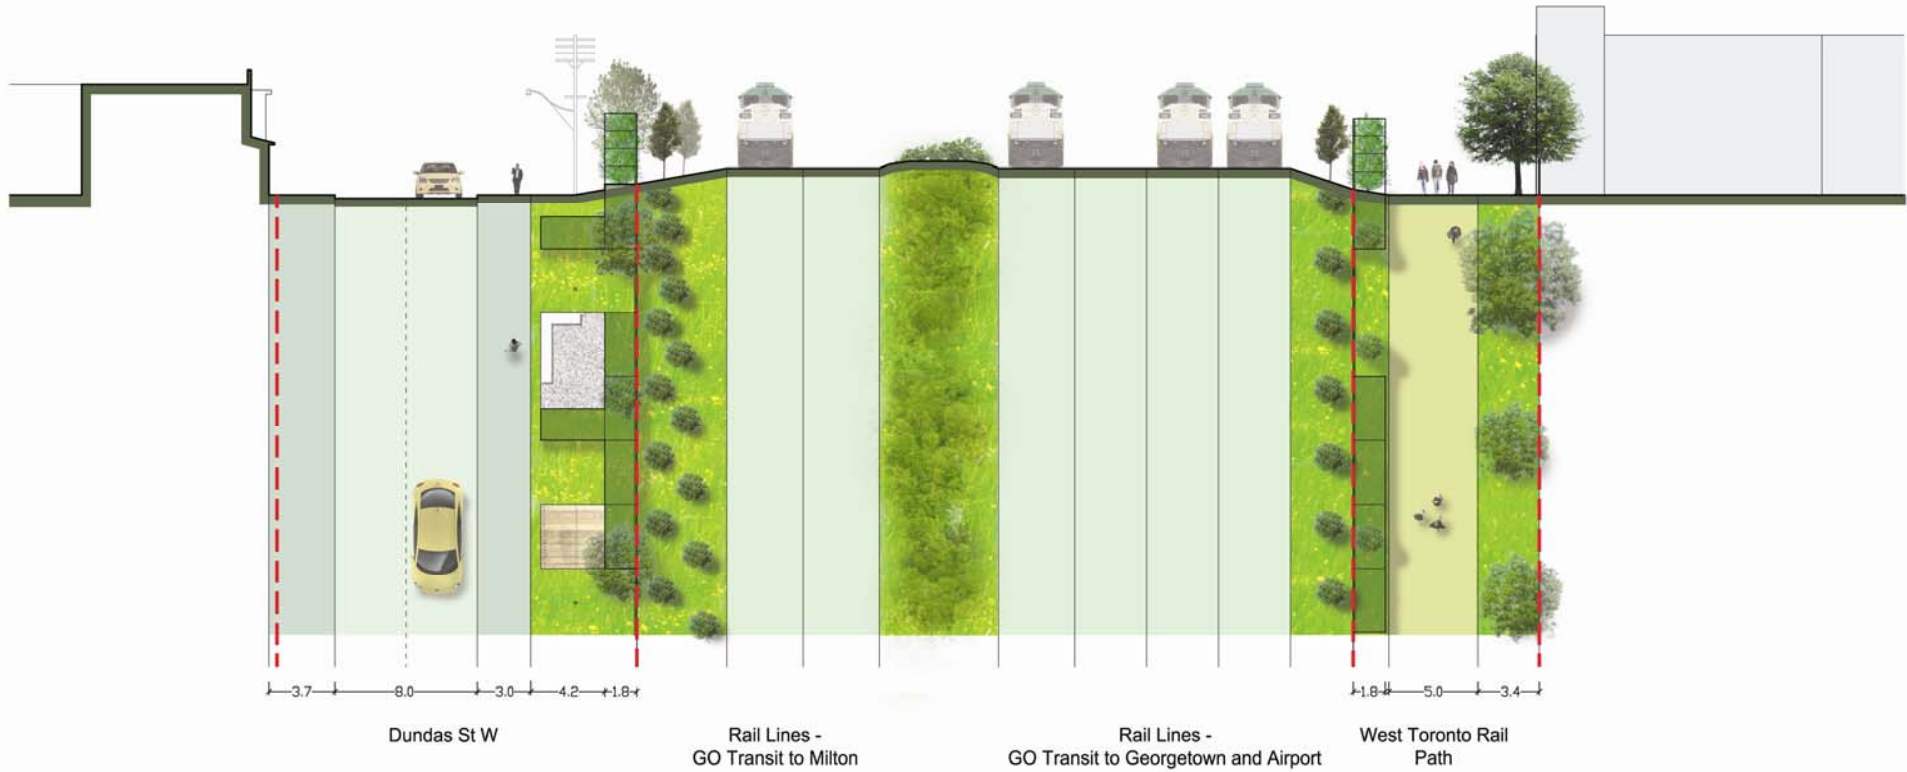 3.7 8.0 3.0 4.2 1.8 1.8 5.0 3.4
Dundas St W
Rail Lines -
GO Transit to Milton
Rail Lines -
GO Transit to Georgetown and Airport
West Toronto Rail
Path